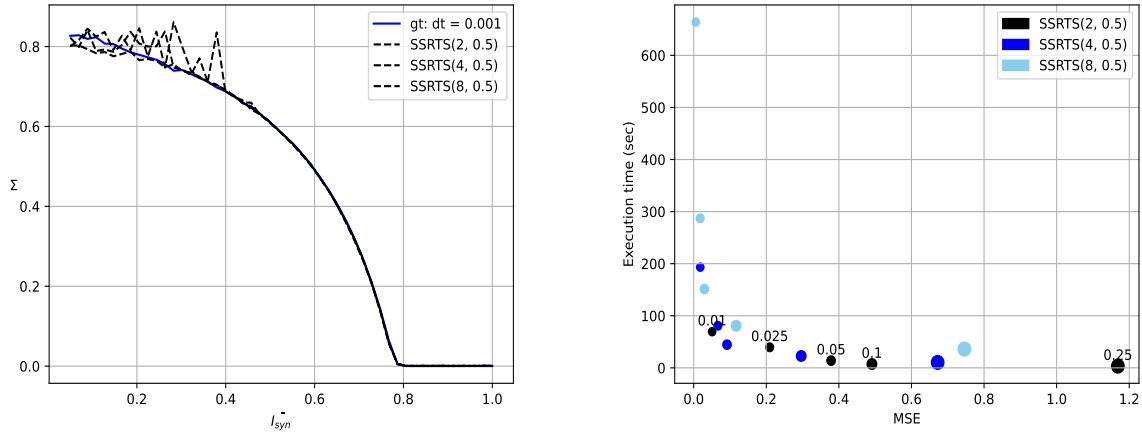 gt: dt = 0.001
SSRTS(2, 0.5)
SSRTS(4, 0.5)
SSRTS(8, 0.5)
0.8
0.6
0.4
0.2
0.0
Σ
0.2 0.4 0.6 0.8 1.0
I_syn^-
SSRTS(2, 0.5)
SSRTS(4, 0.5)
SSRTS(8, 0.5)
600
500
400
300
200
100
0
Execution time (sec)
0.01
0.025
0.05
0.1
0.25
0.0 0.2 0.4 0.6 0.8 1.0 1.2
MSE